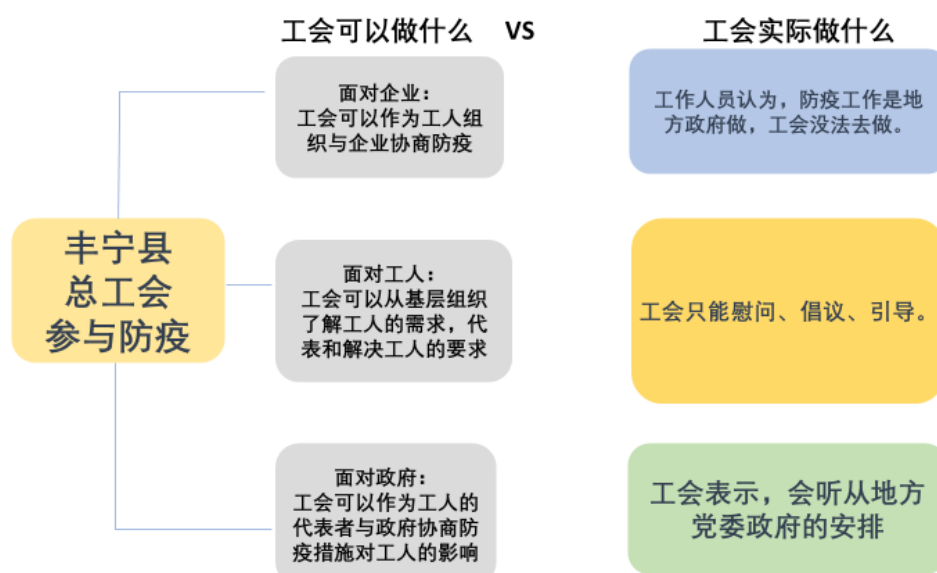 工会可以做什么 VS 工会实际做什么
丰宁县
总工会
参与防疫
面对企业：
工会可以作为工人组
织与企业协商防疫
工作人员认为，防疫工作是地
方政府做，工会没法去做。
面对工人：
工会可以从基层组织
了解工人的需求，代
表和解决工人的要求
工会只能慰问、倡议、引导。
面对政府：
工会可以作为工人的
代表者与政府协商防
疫措施对工人的影响
工会表示，会听从地方
党委政府的安排